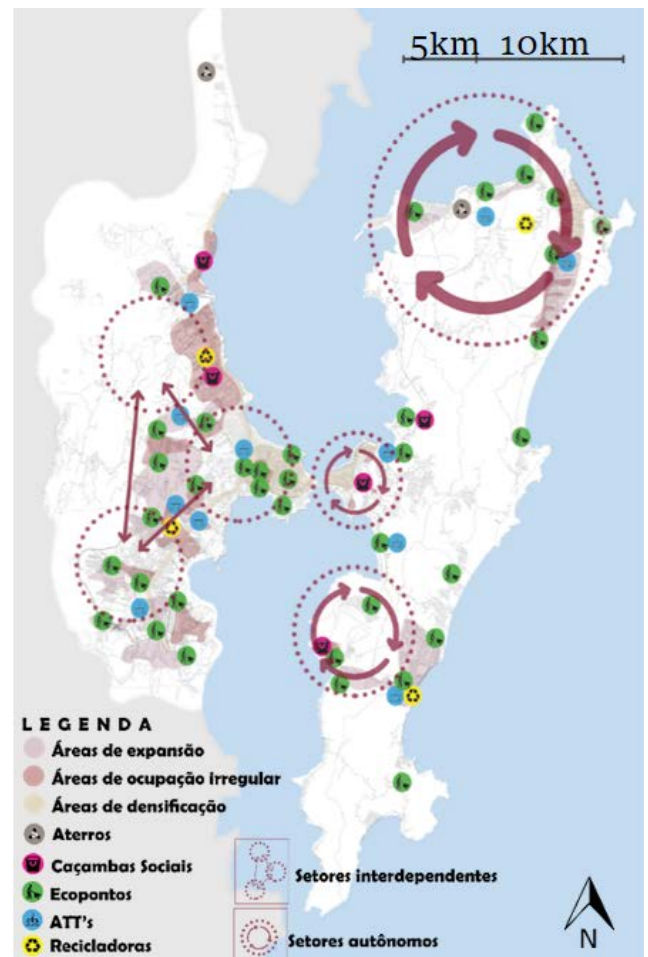 5km 10km
LEGENDA
Áreas de expansão
Áreas de ocupação irregular
Áreas de densificação
Aterros
Caçambas Sociais
Ecopontos
ATT's
Recicladoras
Setores interdependentes
Setores autônomos
N